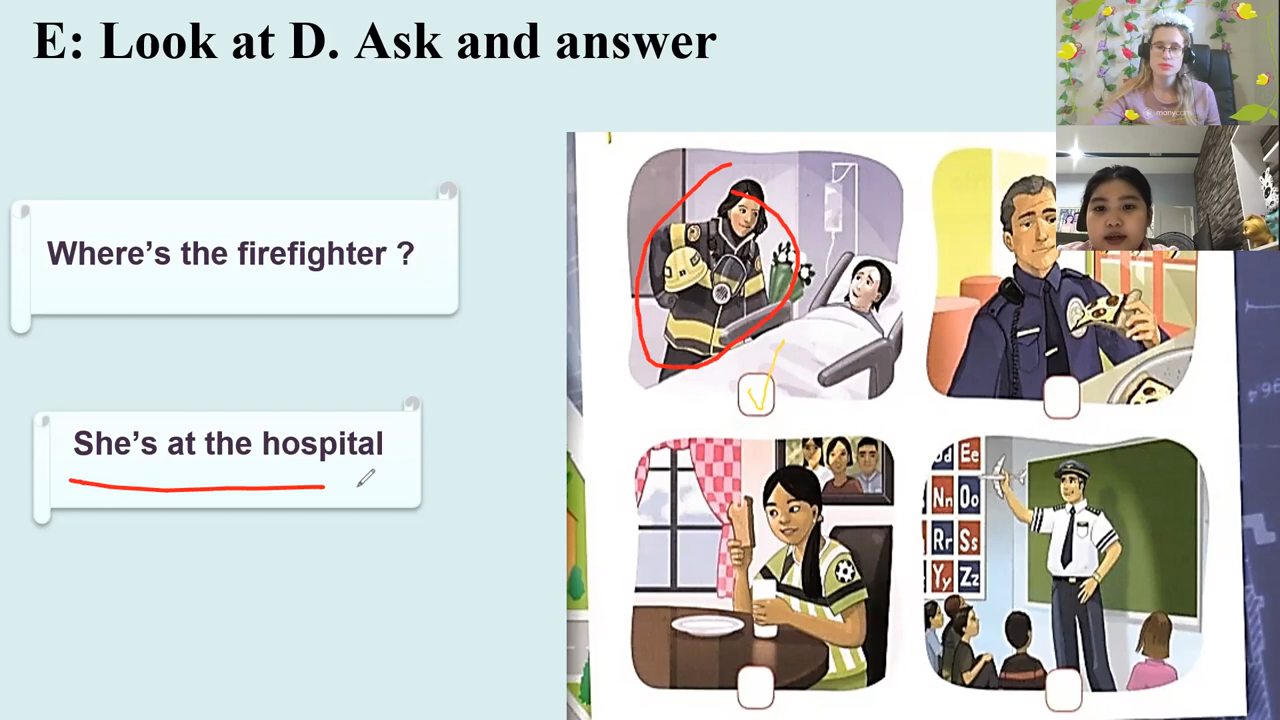 E: Look at D. Ask and answer
Where's the firefighter ?
She's at the hospital
manycam
Dd Ee
Nn Oo
Rr Ss
Yy Zz